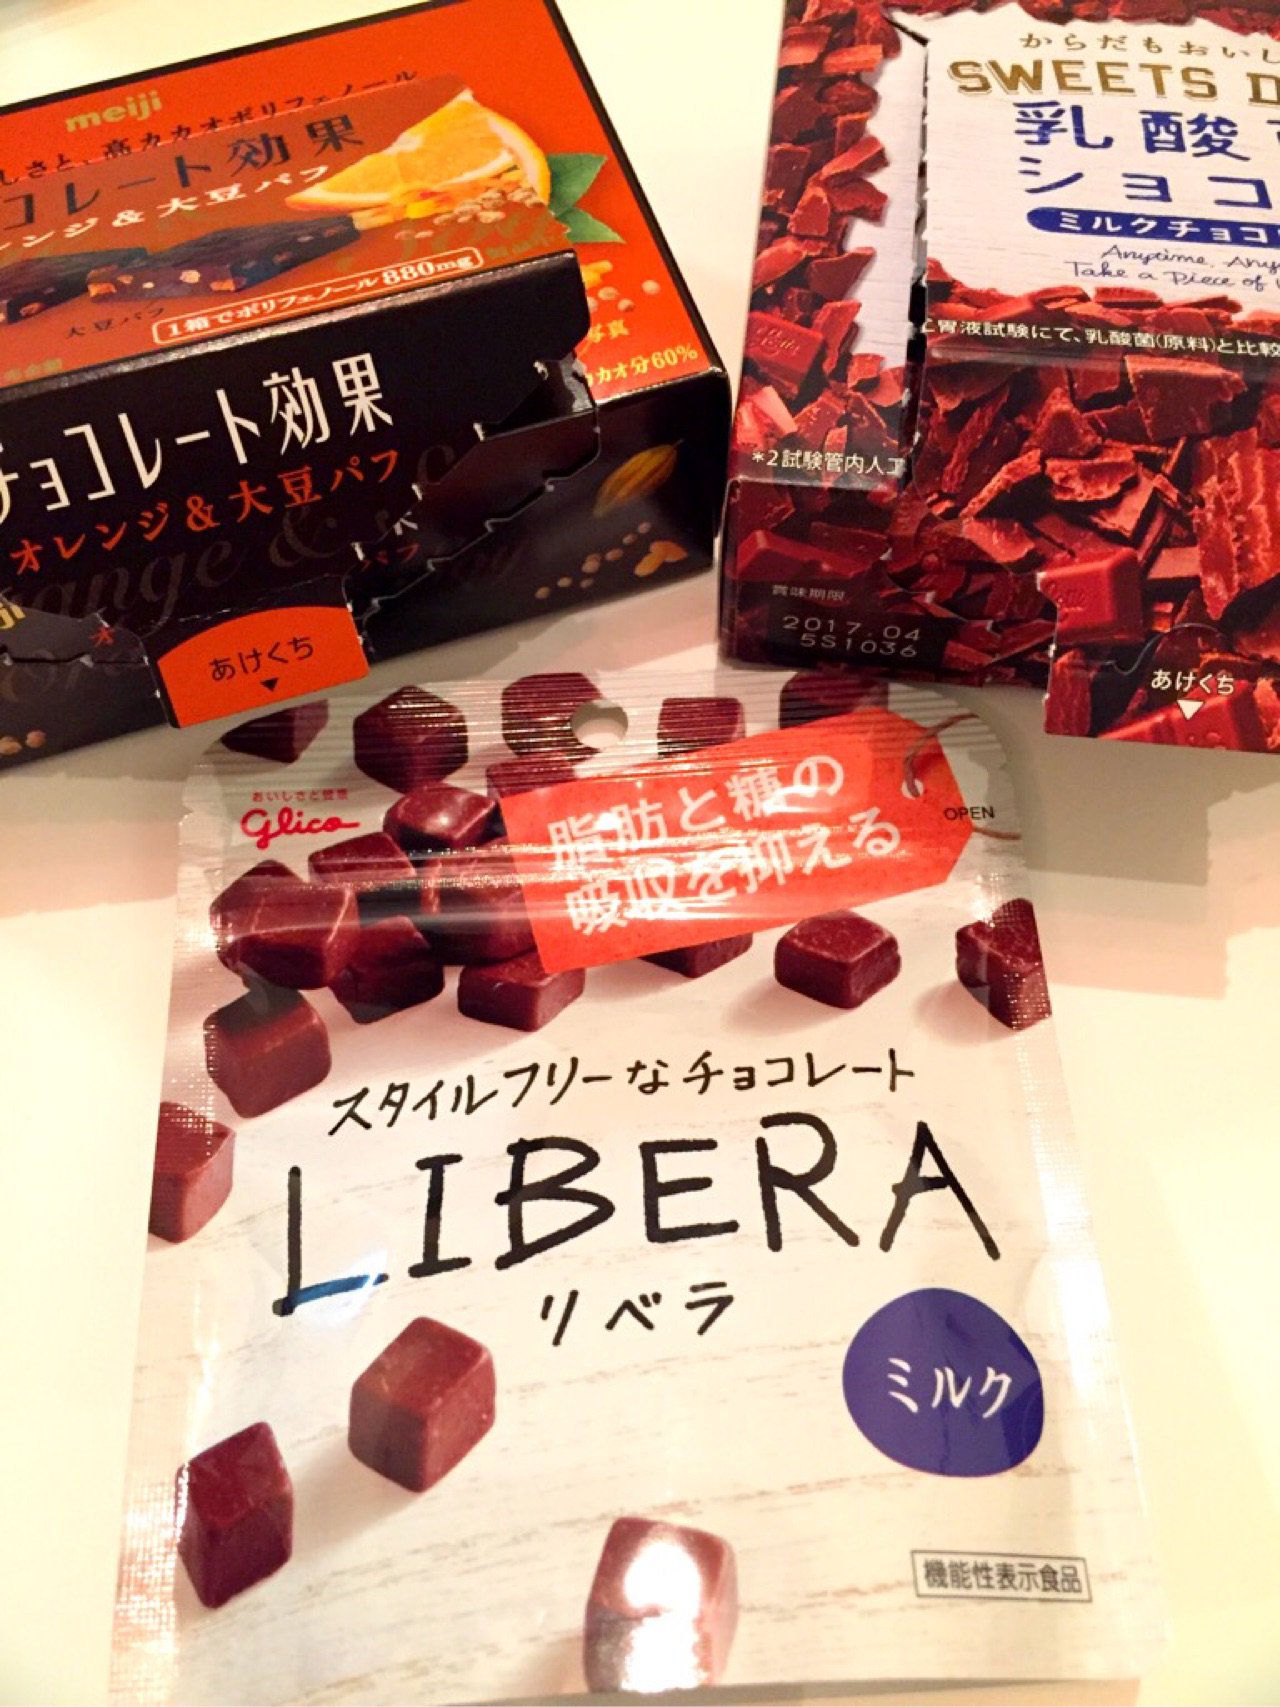 meiji
しさと、高カカオポリフェノール
コレート効果
レンジ&大豆パフ
大豆パフ
1箱でポリフェノール880mg
写真
カカオ分60%
チョコレート効果
オレンジ&大豆パフ
あけくち
からだもおいし
SWEETS D
乳酸
ショコ
ミルクチョコ
Anytime, Any
Take a Piece of
胃液試験にて、乳酸菌(原料)と比較
*2試験管内人工
賞味期限
2017.04
5S1036
あけくち
おいしさと健康
Glico
脂肪と糖の
吸収を抑える
OPEN
スタイルフリーなチョコレート
LIBERA
リベラ
ミルク
機能性表示食品